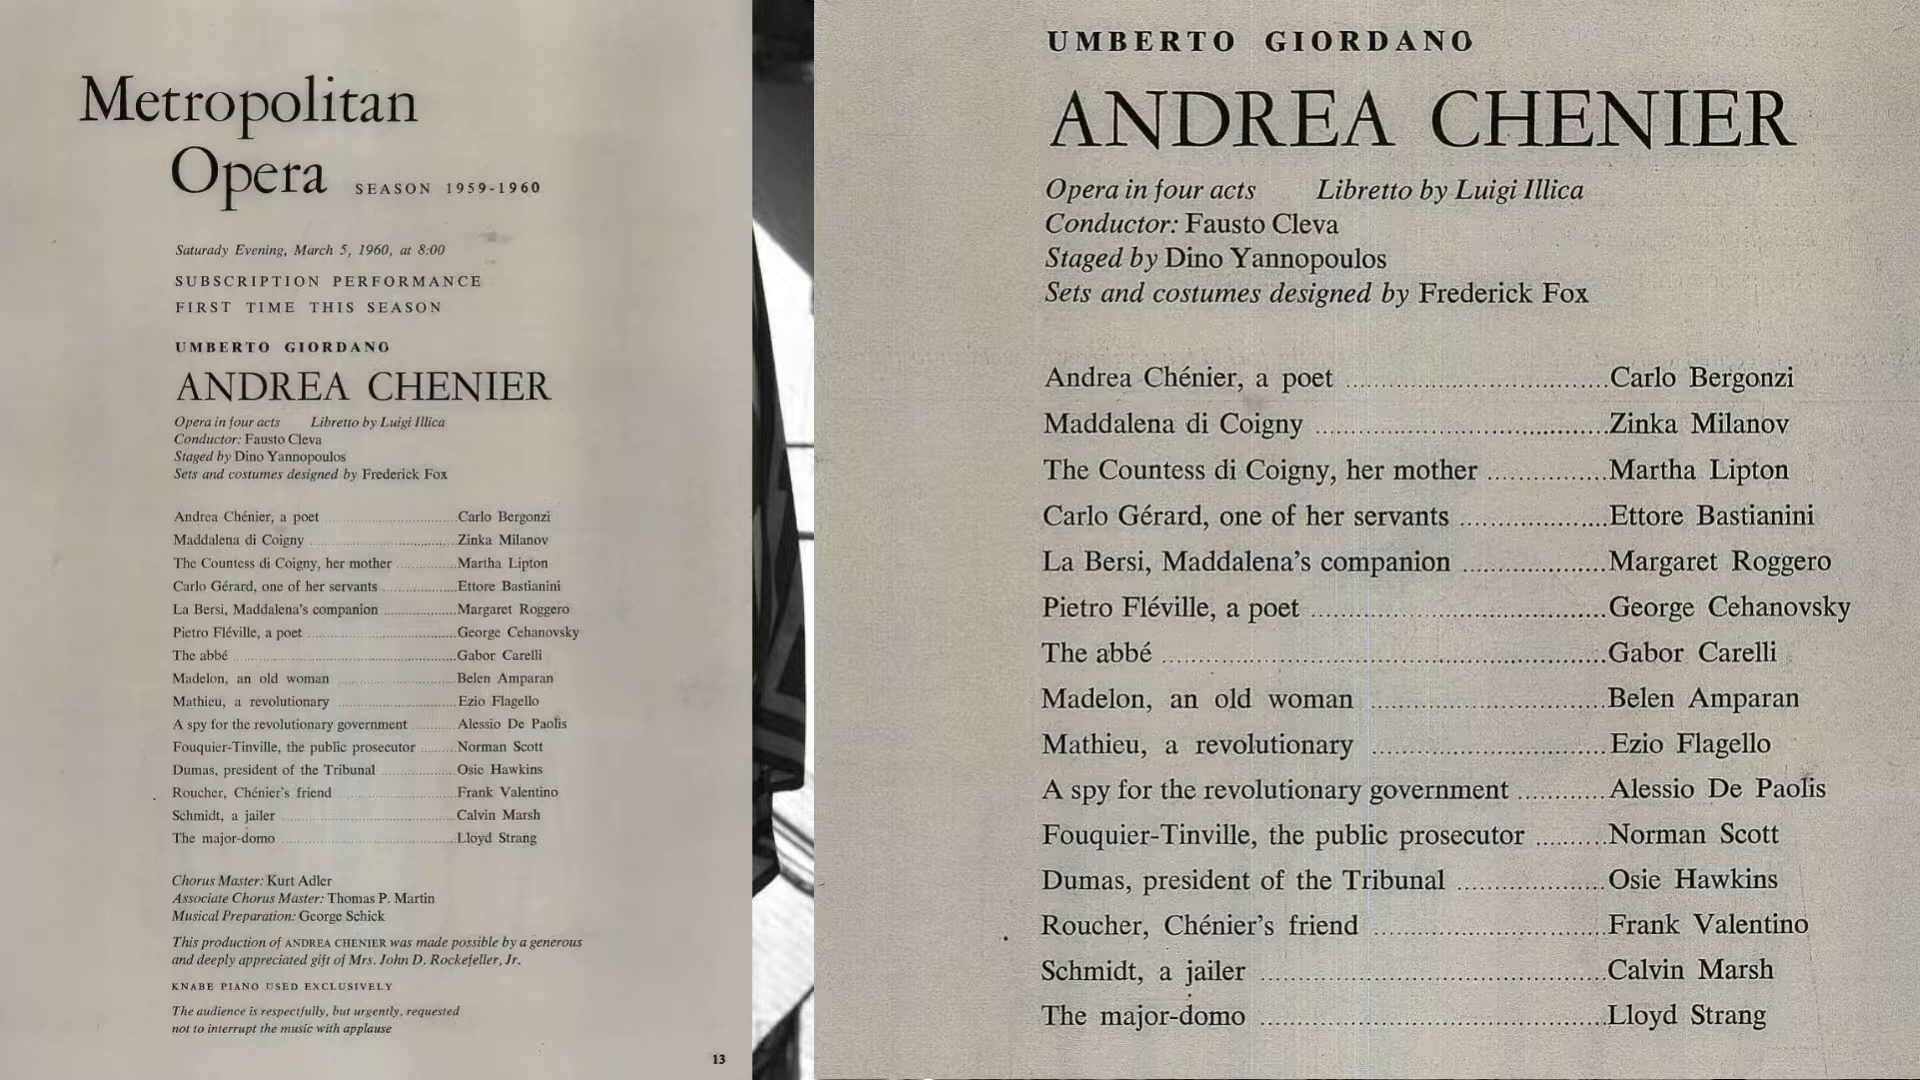 Metropolitan
Opera SEASON 1959-1960
Saturady Evening, March 5, 1960, at 8:00
SUBSCRIPTION PERFORMANCE
FIRST TIME THIS SEASON
UMBERTO GIORDANO
ANDREA CHENIER
Opera in four acts Libretto by Luigi Illica
Conductor: Fausto Cleva
Staged by Dino Yannopoulos
Sets and costumes designed by Frederick Fox
Andrea Chénier, a poet ........ Carlo Bergonzi
Maddalena di Coigny ........ Zinka Milanov
The Countess di Coigny, her mother ........ Martha Lipton
Carlo Gérard, one of her servants ........ Ettore Bastianini
La Bersi, Maddalena's companion ........ Margaret Roggero
Pietro Fléville, a poet ........ George Cehanovsky
The abbé ........ Gabor Carelli
Madelon, an old woman ........ Belen Amparan
Mathieu, a revolutionary ........ Ezio Flagello
A spy for the revolutionary government ........ Alessio De Paolis
Fouquier-Tinville, the public prosecutor ........ Norman Scott
Dumas, president of the Tribunal ........ Osie Hawkins
Roucher, Chénier's friend ........ Frank Valentino
Schmidt, a jailer ........ Calvin Marsh
The major-domo ........ Lloyd Strang
Chorus Master: Kurt Adler
Associate Chorus Master: Thomas P. Martin
Musical Preparation: George Schick
This production of ANDREA CHENIER was made possible by a generous
and deeply appreciated gift of Mrs. John D. Rockefeller, Jr.
KNABE PIANO USED EXCLUSIVELY
The audience is respectfully, but urgently, requested
not to interrupt the music with applause
13
UMBERTO GIORDANO
ANDREA CHENIER
Opera in four acts Libretto by Luigi Illica
Conductor: Fausto Cleva
Staged by Dino Yannopoulos
Sets and costumes designed by Frederick Fox
Andrea Chénier, a poet ........ Carlo Bergonzi
Maddalena di Coigny ........ Zinka Milanov
The Countess di Coigny, her mother ........ Martha Lipton
Carlo Gérard, one of her servants ........ Ettore Bastianini
La Bersi, Maddalena's companion ........ Margaret Roggero
Pietro Fléville, a poet ........ George Cehanovsky
The abbé ........ Gabor Carelli
Madelon, an old woman ........ Belen Amparan
Mathieu, a revolutionary ........ Ezio Flagello
A spy for the revolutionary government ........ Alessio De Paolis
Fouquier-Tinville, the public prosecutor ........ Norman Scott
Dumas, president of the Tribunal ........ Osie Hawkins
Roucher, Chénier's friend ........ Frank Valentino
Schmidt, a jailer ........ Calvin Marsh
The major-domo ........ Lloyd Strang